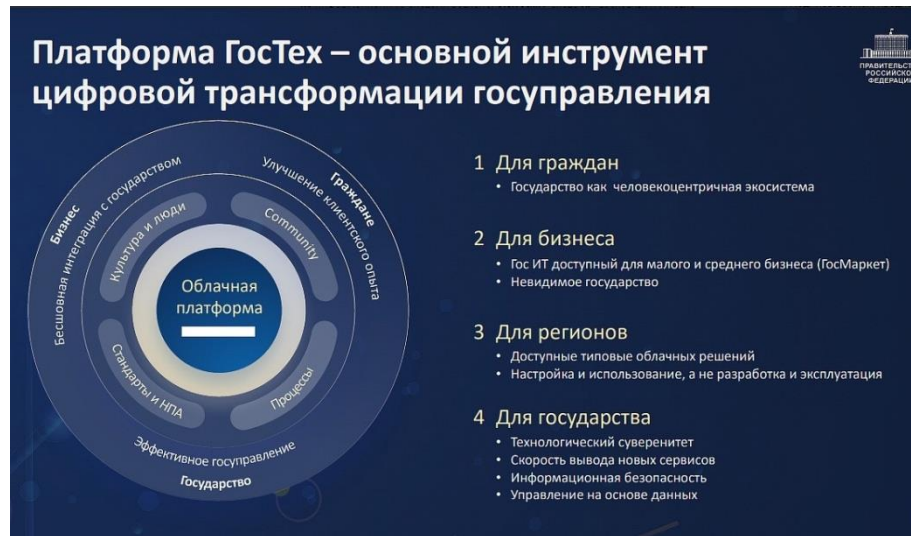 Платформа ГосТех – основной инструмент
цифровой трансформации госуправления
ПРАВИТЕЛЬСТ
РОССИЙСКО
ФЕДЕРАЦИИ
Бизнес
Бесшовная интеграция с государством
Граждане
Улучшение клиентского опыта
Культура и люди
Community
Облачная
платформа
Стандарты и НПА
Процессы
Эффективное госуправление
Государство
1 Для граждан
• Государство как человекоцентричная экосистема
2 Для бизнеса
• Гос ИТ доступный для малого и среднего бизнеса (ГосМаркет)
• Невидимое государство
3 Для регионов
• Доступные типовые облачных решений
• Настройка и использование, а не разработка и эксплуатация
4 Для государства
• Технологический суверенитет
• Скорость вывода новых сервисов
• Информационная безопасность
• Управление на основе данных